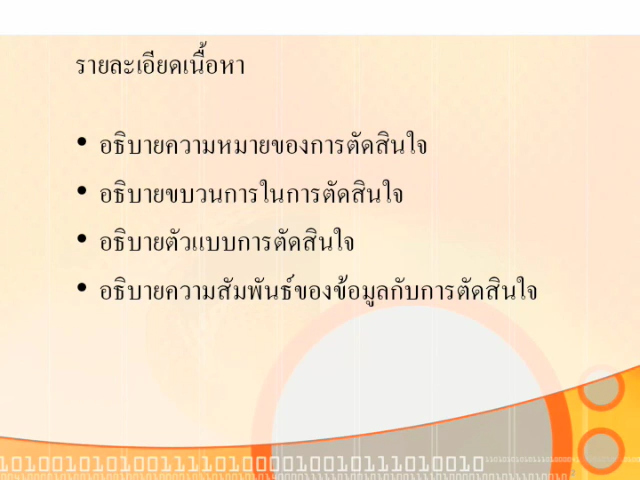 รายละเอียดเนื้อหา
• อธิบายความหมายของการตัดสินใจ
• อธิบายขบวนการในการตัดสินใจ
• อธิบายตัวแบบการตัดสินใจ
• อธิบายความสัมพันธ์ของข้อมูลกับการตัดสินใจ